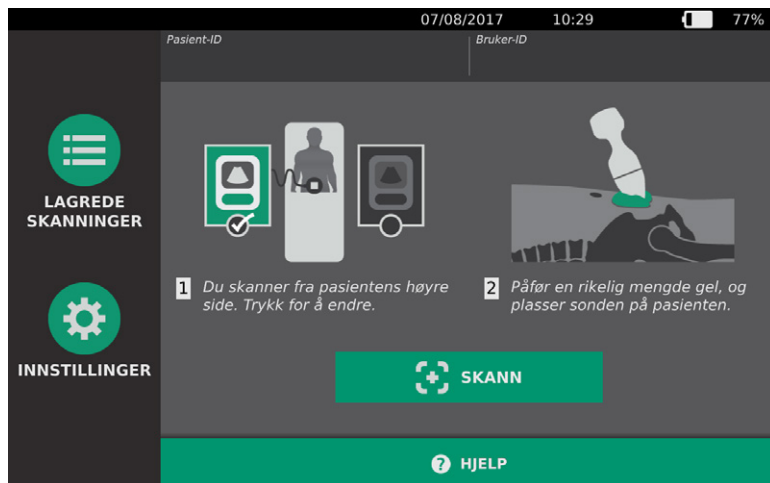 07/08/2017 10:29 77%
Pasient-ID
Bruker-ID
LAGREDE
SKANNINGER
INNSTILLINGER
1 Du skanner fra pasientens høyre
side. Trykk for å endre.
2 Påfør en rikelig mengde gel, og
plasser sonden på pasienten.
SKANN
? HJELP